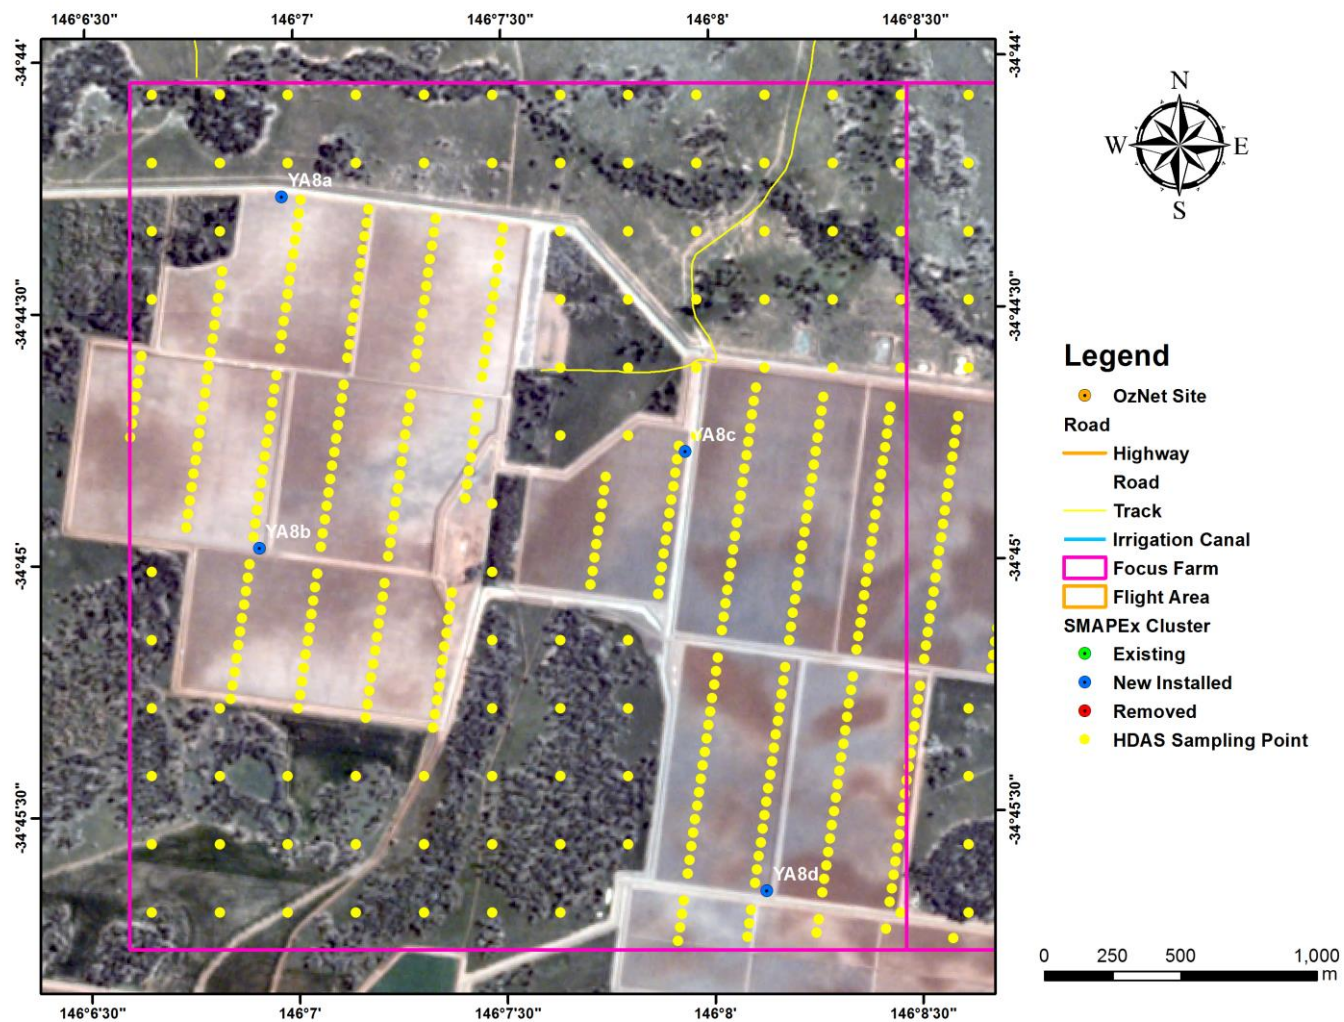 146°6'30" 146°7' 146°7'30" 146°8' 146°8'30"
-34°44' -34°44'
N
W E
S
YA8a
-34°44'30" -34°44'30"
Legend
OzNet Site
Road
Highway
YA8c
Road
Track
YA8b
Irrigation Canal
-34°45' -34°45'
Focus Farm
Flight Area
SMAPEx Cluster
Existing
New Installed
Removed
HDAS Sampling Point
-34°45'30" -34°45'30"
YA8d
0 250 500 1,000
m
146°6'30" 146°7' 146°7'30" 146°8' 146°8'30"